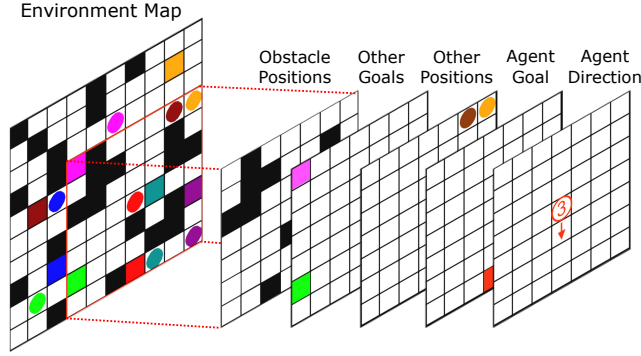 Environment Map
Obstacle Positions
Other Goals
Other Positions
Agent Goal
Agent Direction
3